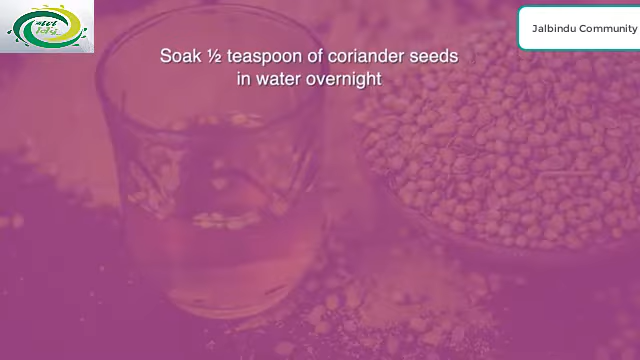 Jalbindu Community
Soak ½ teaspoon of coriander seeds
in water overnight